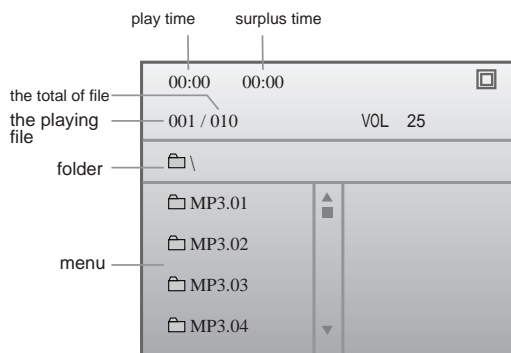 play time surplus time
00:00 00:00
the total of file
the playing
file
001 / 010 VOL 25
folder
\
MP3.01
MP3.02
menu
MP3.03
MP3.04